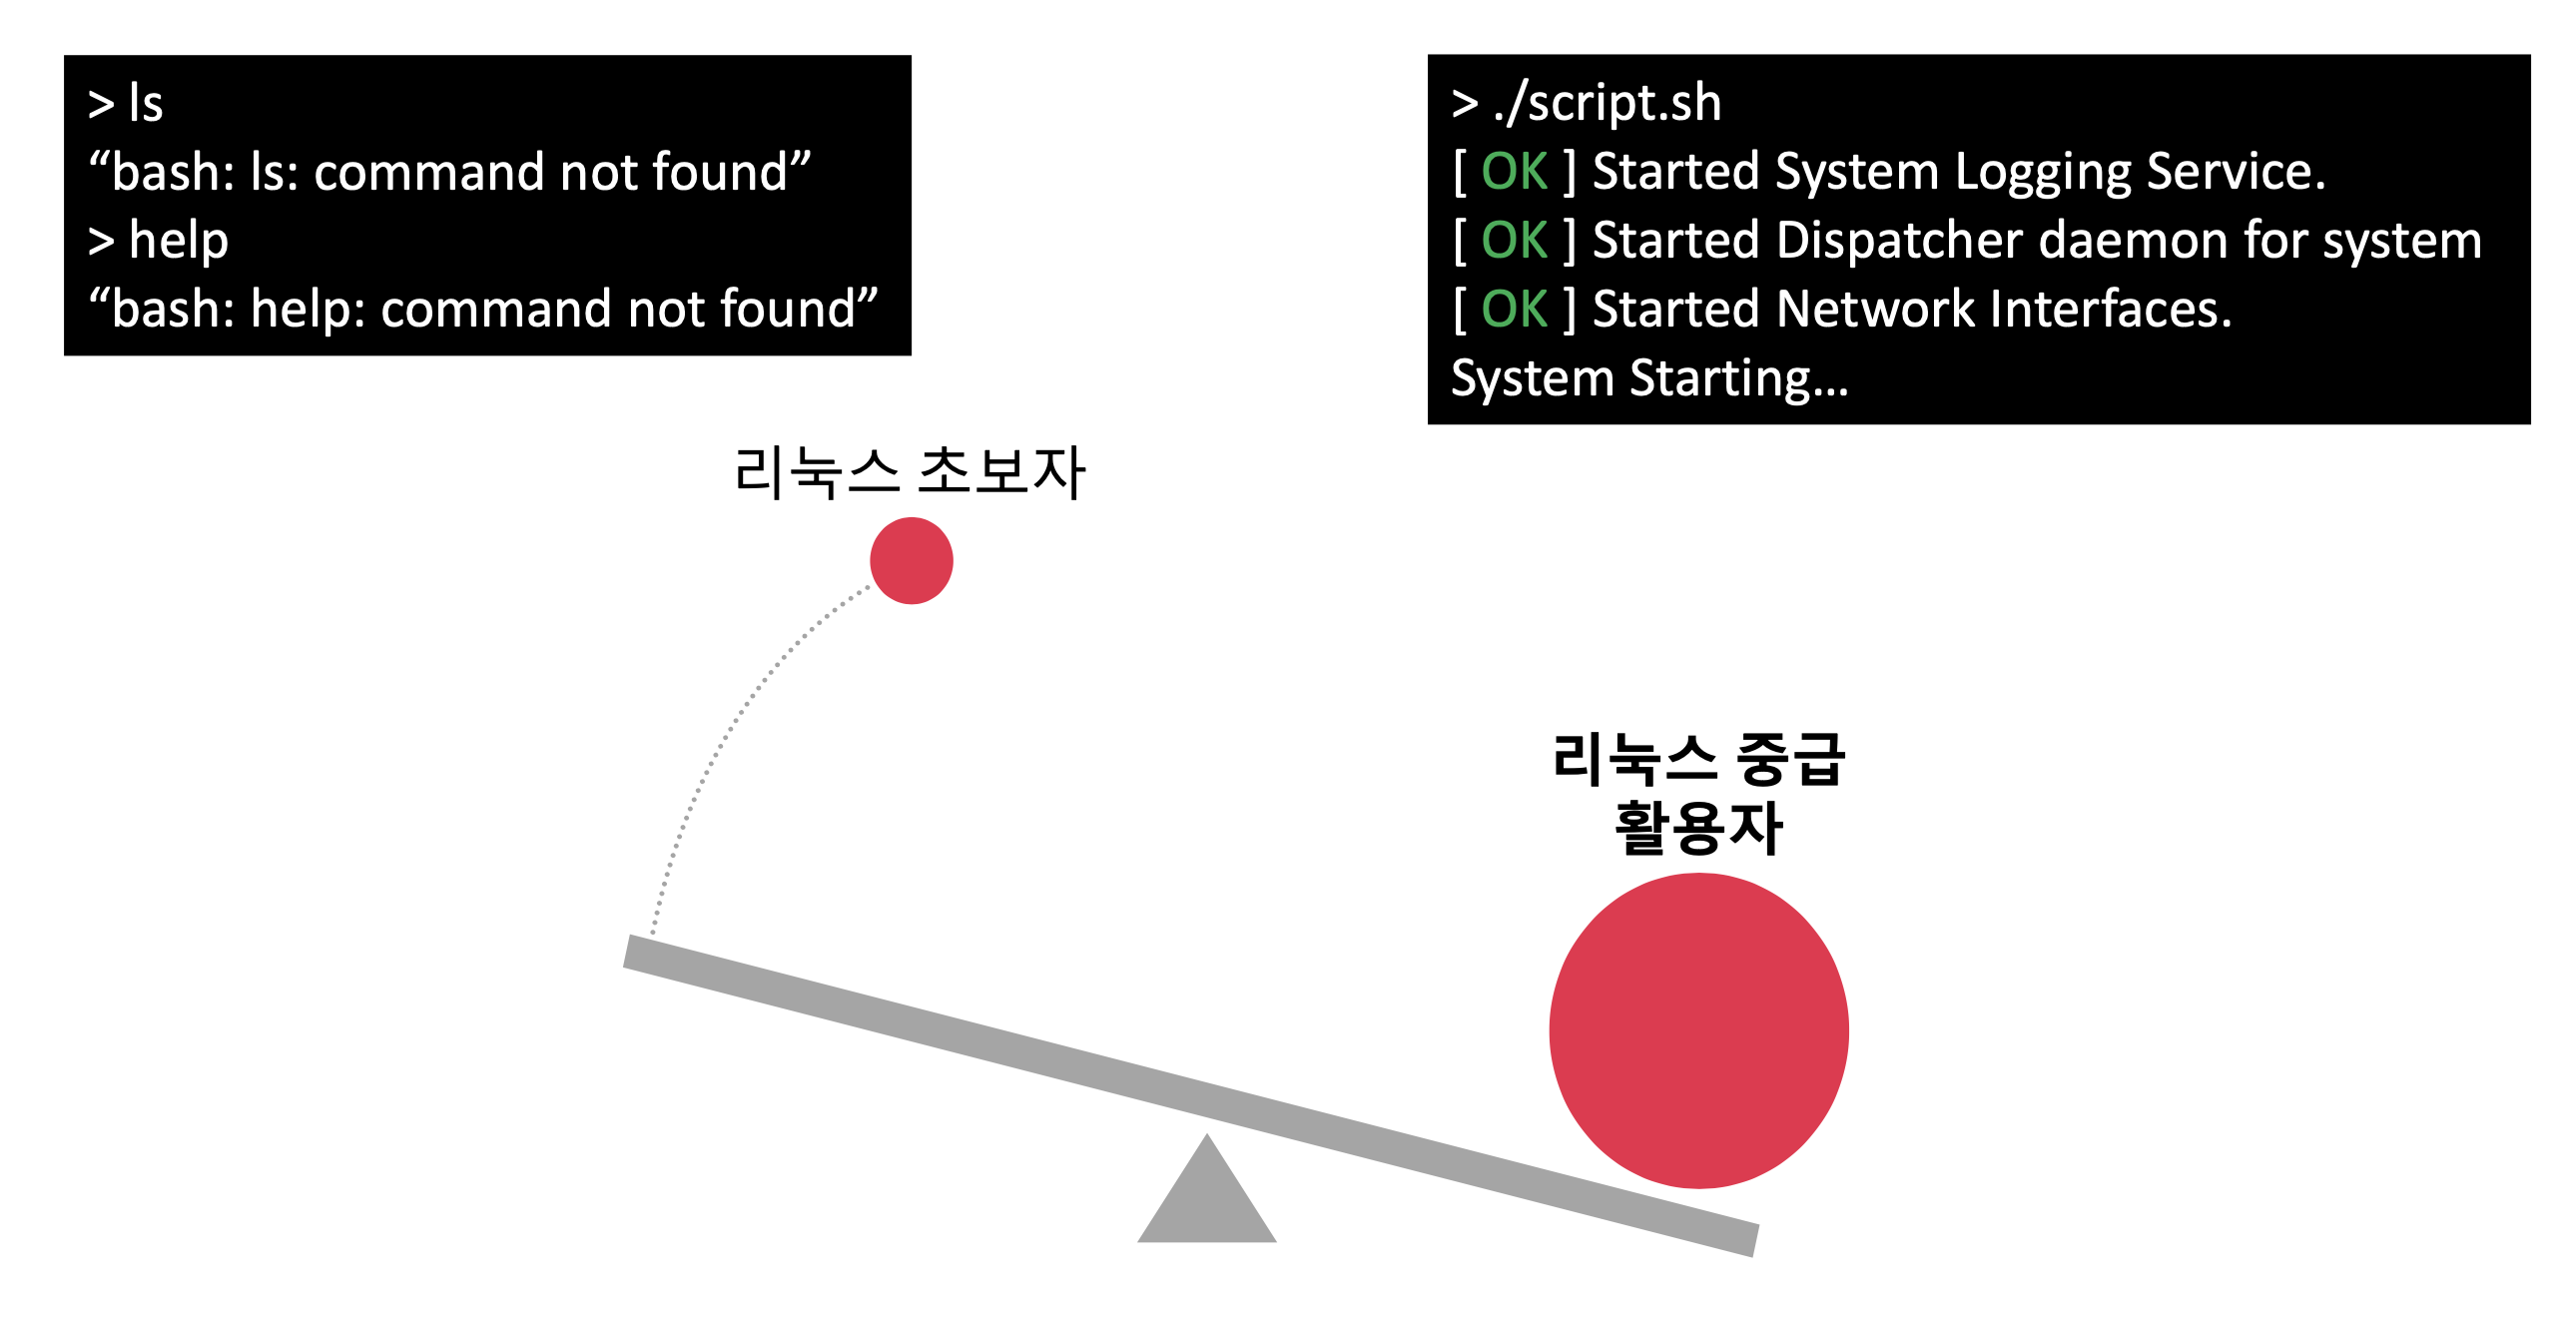 > ls
“bash: ls: command not found”
> help
“bash: help: command not found”
> ./script.sh
[ OK ] Started System Logging Service.
[ OK ] Started Dispatcher daemon for system
[ OK ] Started Network Interfaces.
System Starting...
리눅스 초보자
리눅스 중급
활용자